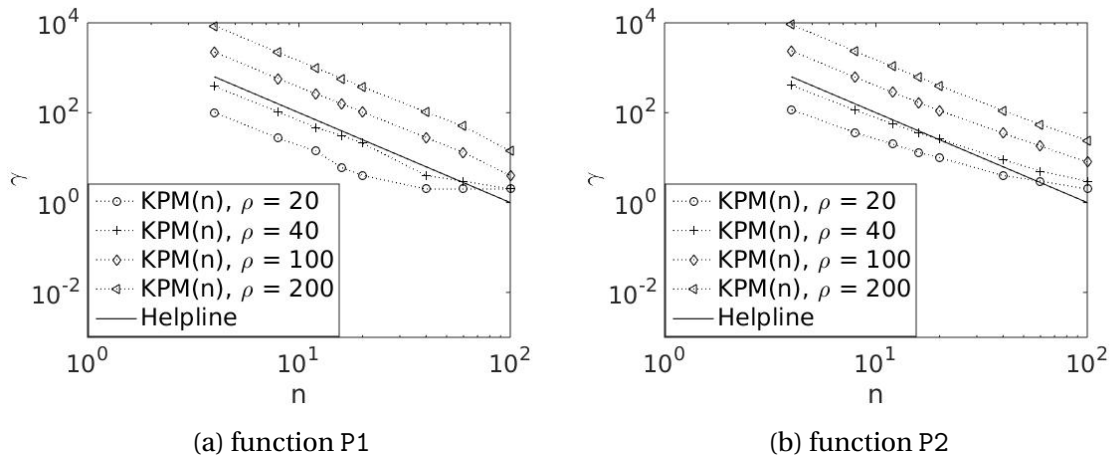 10^4
10^2
10^0
10^-2
γ
KPM(n), ρ = 20
KPM(n), ρ = 40
KPM(n), ρ = 100
KPM(n), ρ = 200
Helpline
10^0
10^1
10^2
n
(a) function P1
10^4
10^2
10^0
10^-2
γ
KPM(n), ρ = 20
KPM(n), ρ = 40
KPM(n), ρ = 100
KPM(n), ρ = 200
Helpline
10^0
10^1
10^2
n
(b) function P2